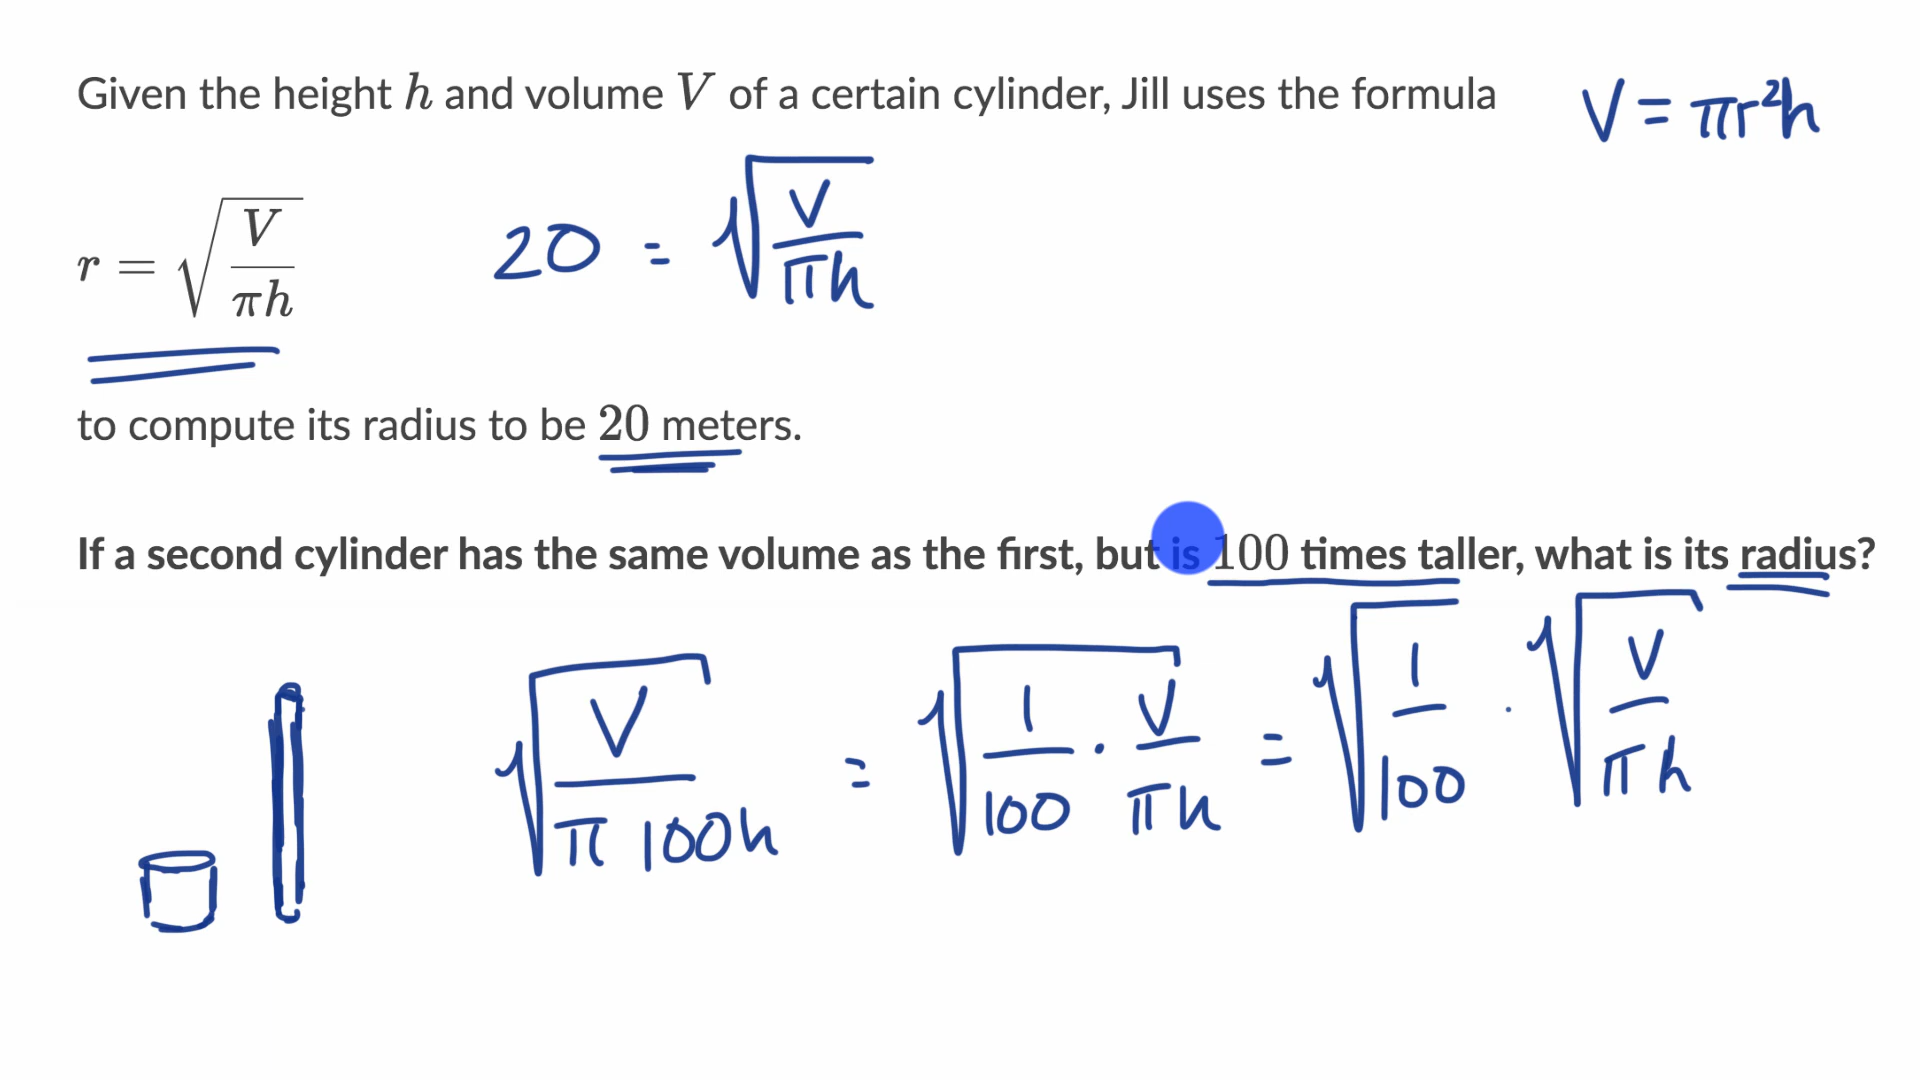 Given the height h and volume V of a certain cylinder, Jill uses the formula
V = πr²h
r = √(V/πh)
20 = √(V/πh)
to compute its radius to be 20 meters.
If a second cylinder has the same volume as the first, but is 100 times taller, what is its radius?
√(V/π 100h) = √(1/100 · V/πh) = √(1/100) · √(V/πh)